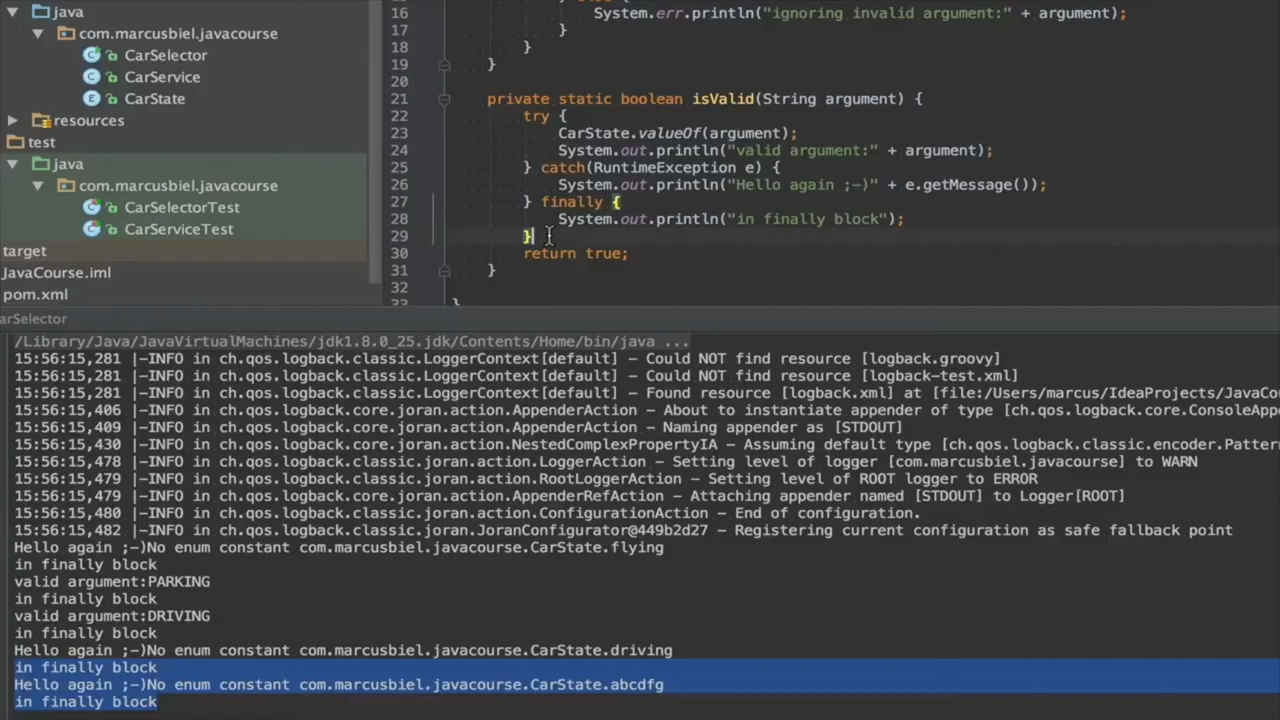 java
com.marcusbiel.javacourse
CarSelector
CarService
CarState
resources
test
java
com.marcusbiel.javacourse
CarSelectorTest
CarServiceTest
target
JavaCourse.iml
pom.xml
16 System.err.println("ignoring invalid argument:" + argument);
17 }
18 }
19 }
20
21 private static boolean isValid(String argument) {
22 try {
23 CarState.valueOf(argument);
24 System.out.println("valid argument:" + argument);
25 } catch(RuntimeException e) {
26 System.out.println("Hello again ;-)" + e.getMessage());
27 } finally {
28 System.out.println("in finally block");
29 }
30 return true;
31 }
32
33 }
arSelector
/Library/Java/JavaVirtualMachines/jdk1.8.0_25.jdk/Contents/Home/bin/java ...
15:56:15,281 |-INFO in ch.qos.logback.classic.LoggerContext[default] - Could NOT find resource [logback.groovy]
15:56:15,281 |-INFO in ch.qos.logback.classic.LoggerContext[default] - Could NOT find resource [logback-test.xml]
15:56:15,281 |-INFO in ch.qos.logback.classic.LoggerContext[default] - Found resource [logback.xml] at [file:/Users/marcus/IdeaProjects/JavaCo
15:56:15,406 |-INFO in ch.qos.logback.core.joran.action.AppenderAction - About to instantiate appender of type [ch.qos.logback.core.ConsoleApp
15:56:15,409 |-INFO in ch.qos.logback.core.joran.action.AppenderAction - Naming appender as [STDOUT]
15:56:15,430 |-INFO in ch.qos.logback.core.joran.action.NestedComplexPropertyIA - Assuming default type [ch.qos.logback.classic.encoder.Patter
15:56:15,478 |-INFO in ch.qos.logback.classic.joran.action.LoggerAction - Setting level of logger [com.marcusbiel.javacourse] to WARN
15:56:15,479 |-INFO in ch.qos.logback.classic.joran.action.RootLoggerAction - Setting level of ROOT logger to ERROR
15:56:15,479 |-INFO in ch.qos.logback.core.joran.action.AppenderRefAction - Attaching appender named [STDOUT] to Logger[ROOT]
15:56:15,480 |-INFO in ch.qos.logback.classic.joran.action.ConfigurationAction - End of configuration.
15:56:15,482 |-INFO in ch.qos.logback.classic.joran.JoranConfigurator@449b2d27 - Registering current configuration as safe fallback point
Hello again ;-)No enum constant com.marcusbiel.javacourse.CarState.flying
in finally block
valid argument:PARKING
in finally block
valid argument:DRIVING
in finally block
Hello again ;-)No enum constant com.marcusbiel.javacourse.CarState.driving
in finally block
Hello again ;-)No enum constant com.marcusbiel.javacourse.CarState.abcdfg
in finally block